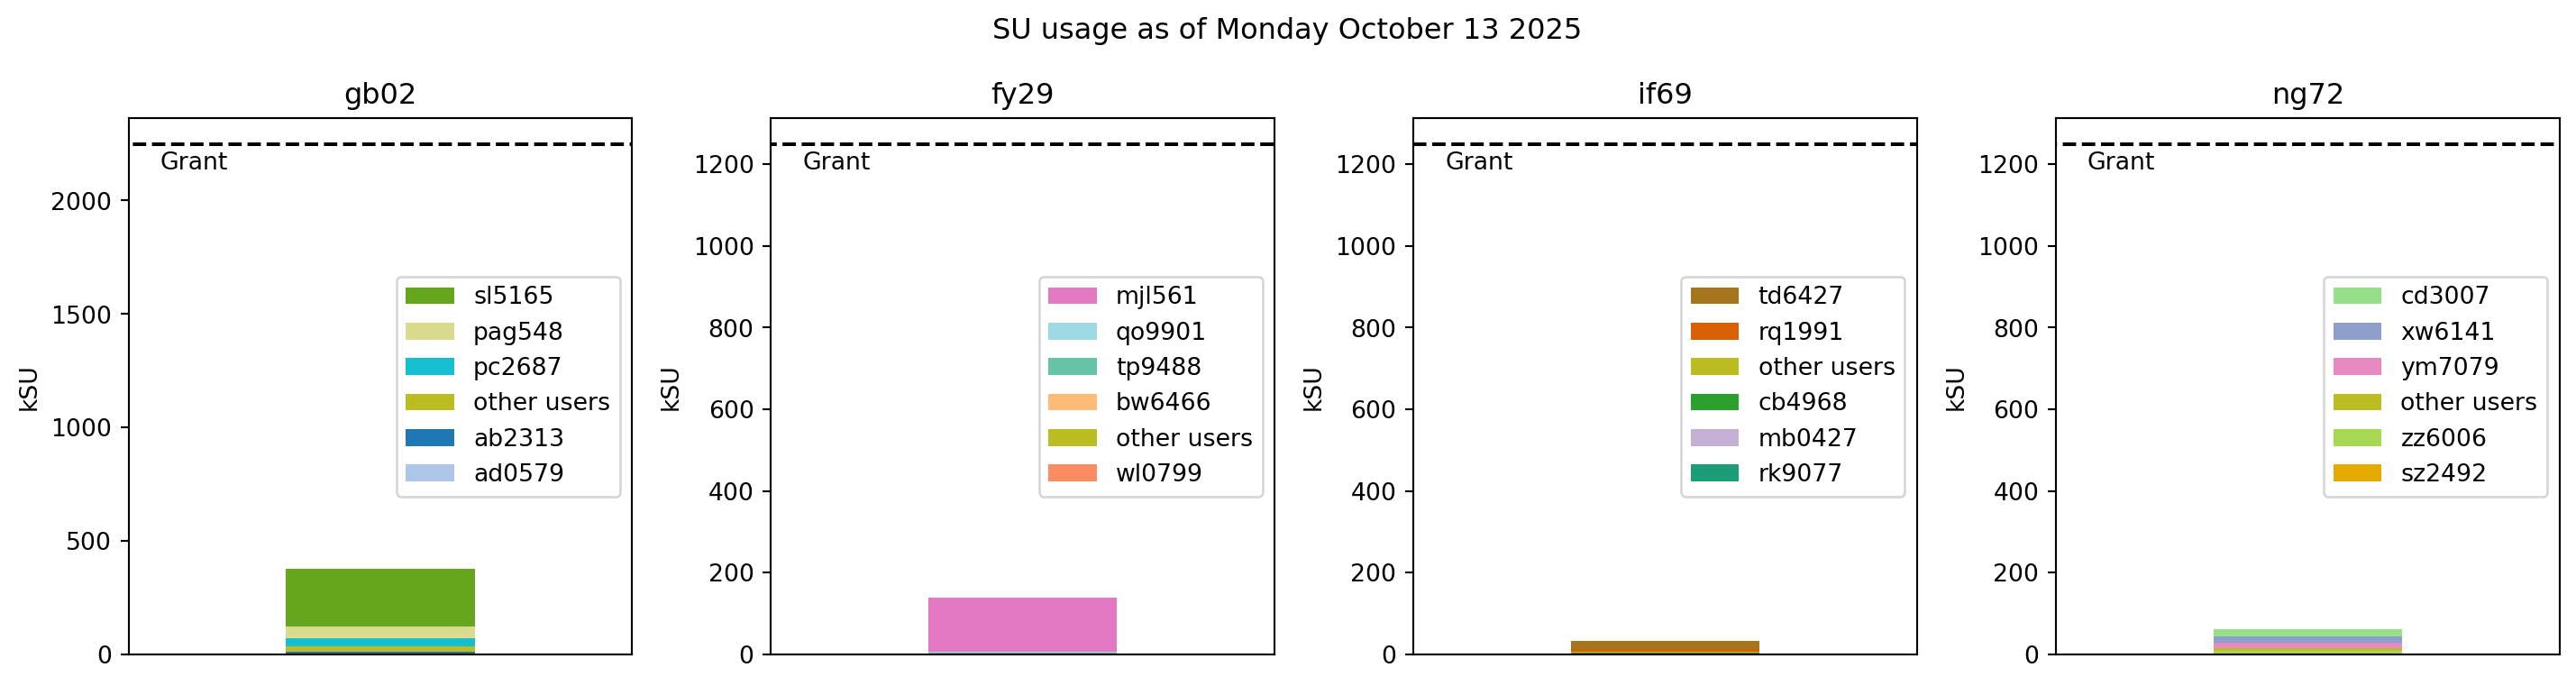 SU usage as of Monday October 13 2025
gb02
kSU
2000
1500
1000
500
0
Grant
sl5165
pag548
pc2687
other users
ab2313
ad0579
fy29
kSU
1200
1000
800
600
400
200
0
Grant
mjl561
qo9901
tp9488
bw6466
other users
wl0799
if69
kSU
1200
1000
800
600
400
200
0
Grant
td6427
rq1991
other users
cb4968
mb0427
rk9077
ng72
kSU
1200
1000
800
600
400
200
0
Grant
cd3007
xw6141
ym7079
other users
zz6006
sz2492